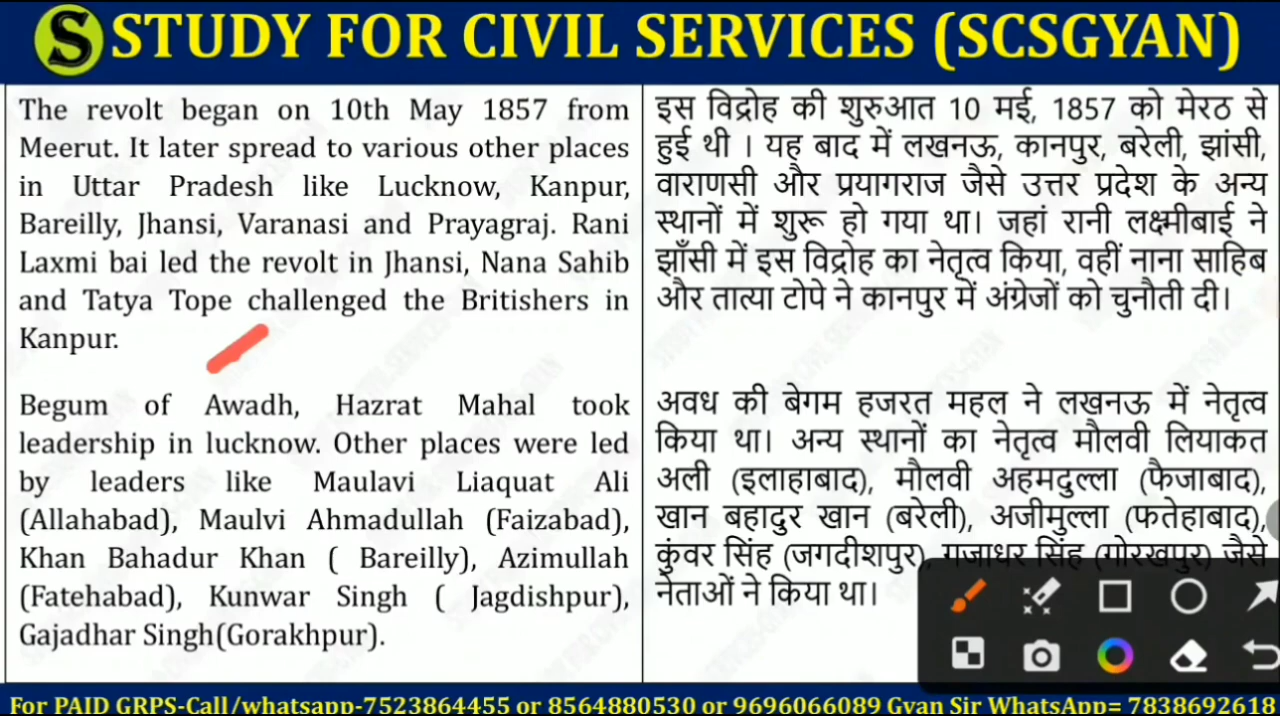 S STUDY FOR CIVIL SERVICES (SCSGYAN)
The revolt began on 10th May 1857 from
Meerut. It later spread to various other places
in Uttar Pradesh like Lucknow, Kanpur,
Bareilly, Jhansi, Varanasi and Prayagraj. Rani
Laxmi bai led the revolt in Jhansi, Nana Sahib
and Tatya Tope challenged the Britishers in
Kanpur.
Begum of Awadh, Hazrat Mahal took
leadership in lucknow. Other places were led
by leaders like Maulavi Liaquat Ali
(Allahabad), Maulvi Ahmadullah (Faizabad),
Khan Bahadur Khan ( Bareilly), Azimullah
(Fatehabad), Kunwar Singh ( Jagdishpur),
Gajadhar Singh(Gorakhpur).
इस विद्रोह की शुरुआत 10 मई, 1857 को मेरठ से
हुई थी । यह बाद में लखनऊ, कानपुर, बरेली, झांसी,
वाराणसी और प्रयागराज जैसे उत्तर प्रदेश के अन्य
स्थानों में शुरू हो गया था। जहां रानी लक्ष्मीबाई ने
झाँसी में इस विद्रोह का नेतृत्व किया, वहीं नाना साहिब
और तात्या टोपे ने कानपुर में अंग्रेजों को चुनौती दी।
अवध की बेगम हजरत महल ने लखनऊ में नेतृत्व
किया था। अन्य स्थानों का नेतृत्व मौलवी लियाकत
अली (इलाहाबाद), मौलवी अहमदुल्ला (फैजाबाद),
खान बहादुर खान (बरेली), अजीमुल्ला (फतेहाबाद),
कुंवर सिंह (जगदीशपुर), गजाधर सिंह (गोरखपुर) जैसे
नेताओं ने किया था।
For PAID GRPS-Call/whatsapp-7523864455 or 8564880530 or 9696066089 Gyan Sir WhatsApp= 7838692618